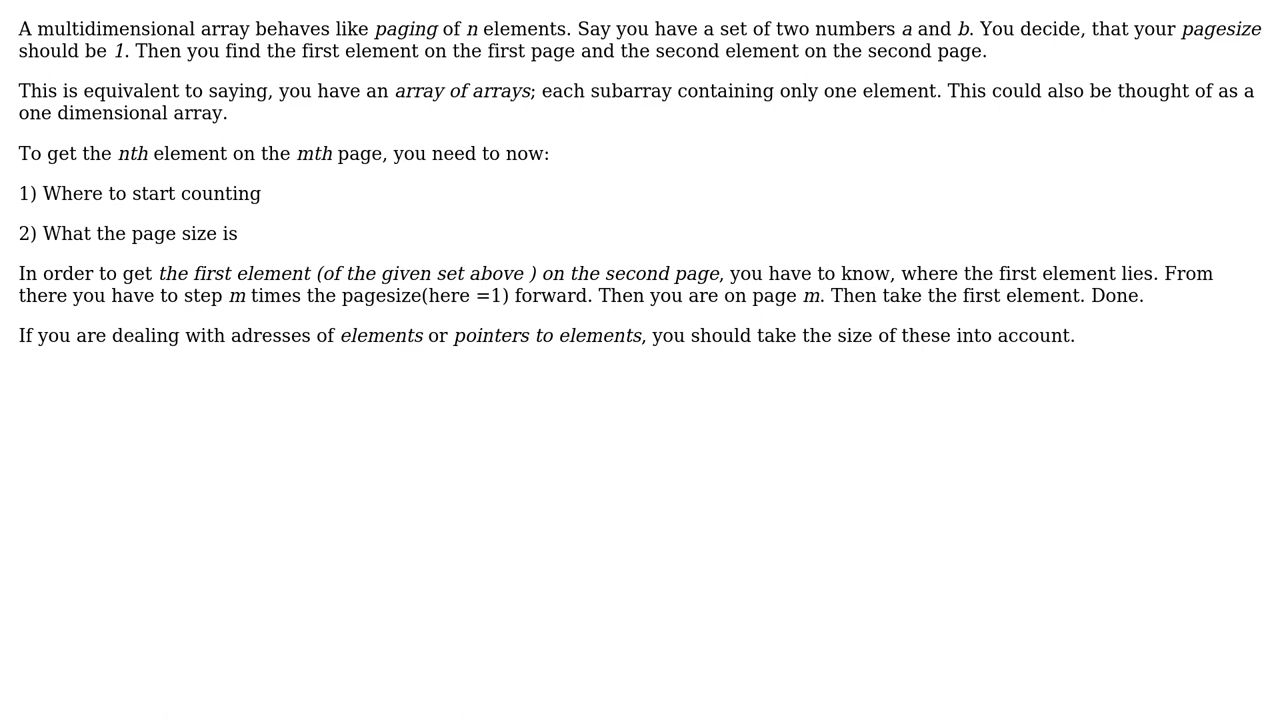 A multidimensional array behaves like paging of n elements. Say you have a set of two numbers a and b. You decide, that your pagesize
should be 1. Then you find the first element on the first page and the second element on the second page.
This is equivalent to saying, you have an array of arrays; each subarray containing only one element. This could also be thought of as a
one dimensional array.
To get the nth element on the mth page, you need to now:
1) Where to start counting
2) What the page size is
In order to get the first element (of the given set above ) on the second page, you have to know, where the first element lies. From
there you have to step m times the pagesize(here =1) forward. Then you are on page m. Then take the first element. Done.
If you are dealing with adresses of elements or pointers to elements, you should take the size of these into account.